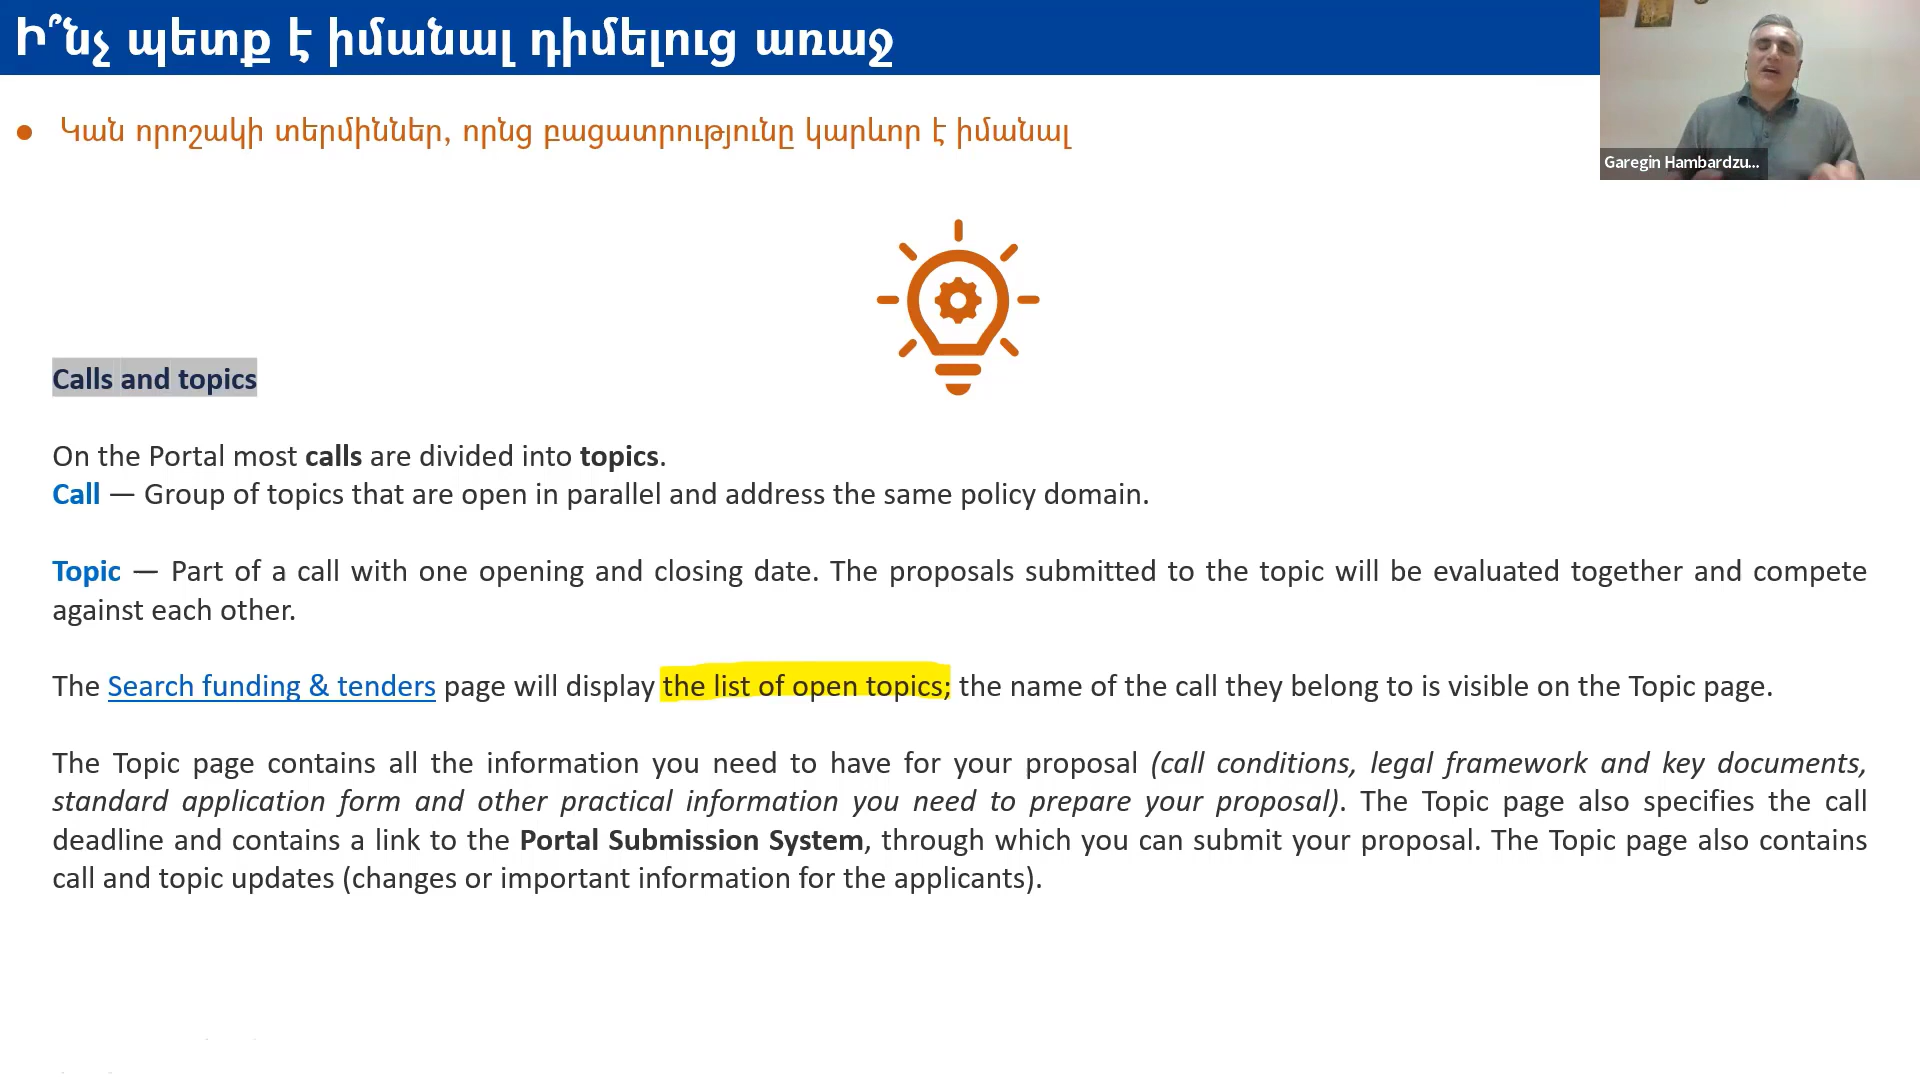 Ի՞նչ պետք է իմանալ դիմելուց առաջ
● Կան որոշակի տերմիններ, որնց բացատրությունը կարևոր է իմանալ
Garegin Hambardzu...
Calls and topics
On the Portal most calls are divided into topics.
Call — Group of topics that are open in parallel and address the same policy domain.
Topic — Part of a call with one opening and closing date. The proposals submitted to the topic will be evaluated together and compete
against each other.
The Search funding & tenders page will display the list of open topics; the name of the call they belong to is visible on the Topic page.
The Topic page contains all the information you need to have for your proposal (call conditions, legal framework and key documents,
standard application form and other practical information you need to prepare your proposal). The Topic page also specifies the call
deadline and contains a link to the Portal Submission System, through which you can submit your proposal. The Topic page also contains
call and topic updates (changes or important information for the applicants).